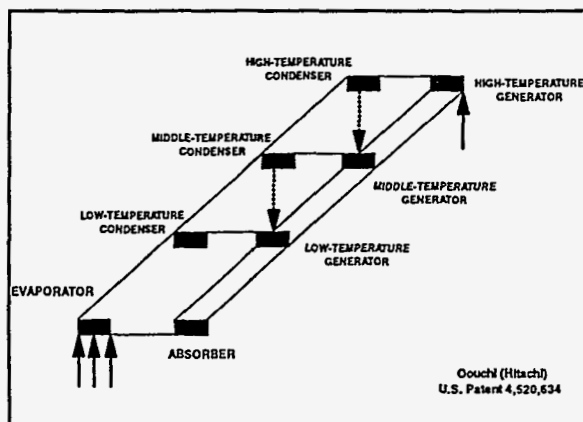 HIGH-TEMPERATURE
CONDENSER
HIGH-TEMPERATURE
GENERATOR
MIDDLE-TEMPERATURE
CONDENSER
MIDDLE-TEMPERATURE
GENERATOR
LOW-TEMPERATURE
CONDENSER
LOW-TEMPERATURE
GENERATOR
EVAPORATOR
ABSORBER
Oouchi (Hitachi)
U.S. Patent 4,520,634